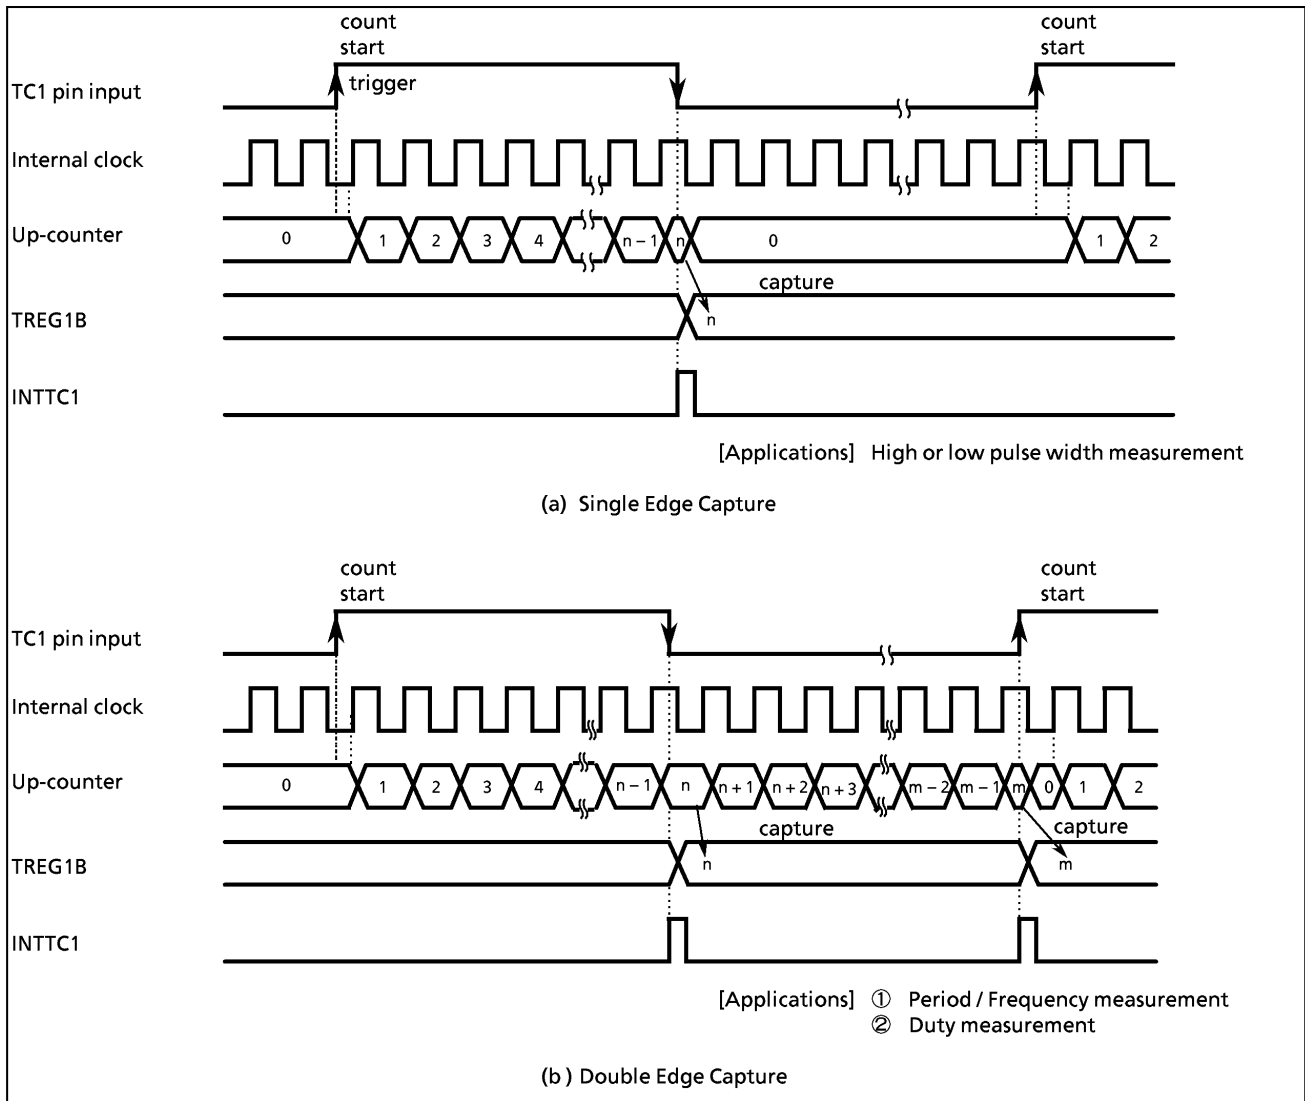 count
start
count
start
TC1 pin input
trigger
Internal clock
Up-counter
0 1 2 3 4 n – 1 n 0 1 2
capture
TREG1B
n
INTTC1
[Applications] High or low pulse width measurement
(a) Single Edge Capture
count
start
count
start
TC1 pin input
Internal clock
Up-counter
0 1 2 3 4 n – 1 n n + 1 n + 2 n + 3 m – 2 m – 1 m 0 1 2
capture
capture
TREG1B
n
m
INTTC1
[Applications] ① Period / Frequency measurement
② Duty measurement
(b ) Double Edge Capture